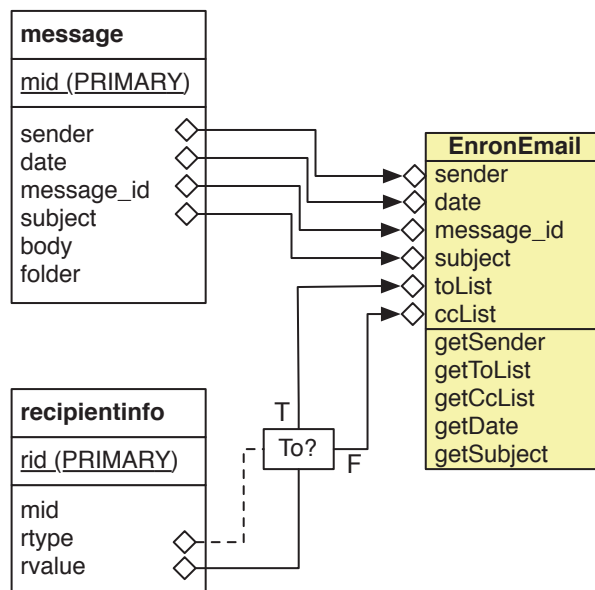 message
mid (PRIMARY)
sender
date
message_id
subject
body
folder
EnronEmail
sender
date
message_id
subject
toList
ccList
getSender
getToList
getCcList
getDate
getSubject
recipientinfo
rid (PRIMARY)
mid
rtype
rvalue
T
To?
F